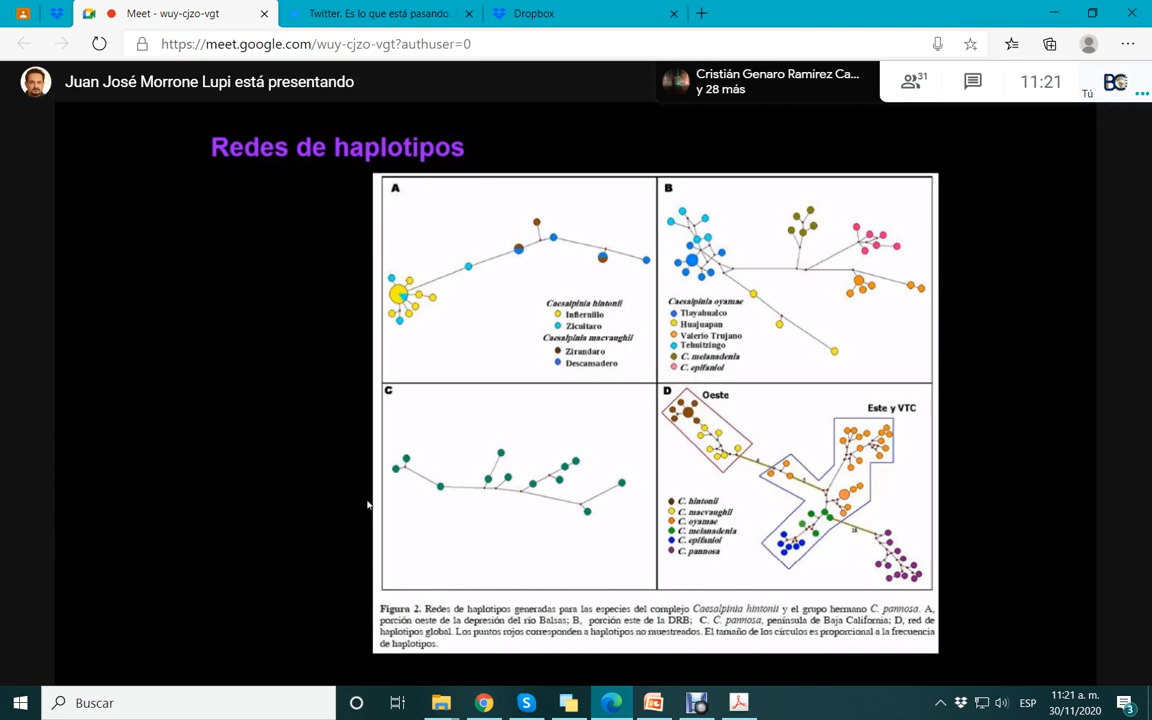 Meet - wuy-cjzo-vgt
Twitter. Es lo que está pasando.
Dropbox
https://meet.google.com/wuy-cjzo-vgt?authuser=0
Juan José Morrone Lupi está presentando
Cristián Genaro Ramírez Ca...
y 28 más
31
11:21
Tú
Redes de haplotipos
A
Caesalpinia hintonii
Infiernillo
Zicuitaro
Caesalpinia macvaughii
Zirandaro
Descansadero
B
Caesalpinia oyamae
Tlayahualco
Huajuapan
Valerio Trujano
Tehuitzingo
C. melanadenia
C. epifanioi
C
D
Oeste
Este y VTC
C. hintonii
C. macvaughii
C. oyamae
C. melanadenia
C. epifanioi
C. pannosa
Figura 2. Redes de haplotipos generadas para las especies del complejo Caesalpinia hintonii y el grupo hermano C. pannosa. A,
porción oeste de la depresión del río Balsas; B, porción este de la DRB; C. C. pannosa, península de Baja California; D, red de
haplotipos global. Los puntos rojos corresponden a haplotipos no muestreados. El tamaño de los círculos es proporcional a la frecuencia
de haplotipos.
Buscar
ESP
11:21 a. m.
30/11/2020
3